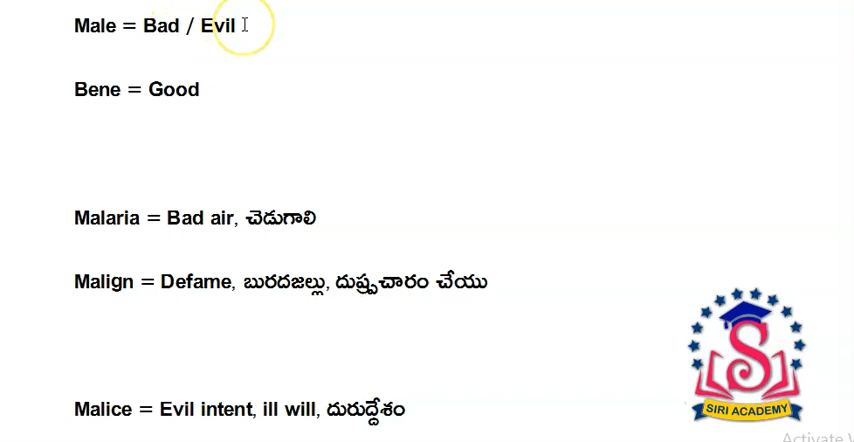 Male = Bad / Evil
Bene = Good
Malaria = Bad air, చెడుగాలి
Malign = Defame, బురదజల్లు, దుష్ప్రచారం చేయు
Malice = Evil intent, ill will, దురుద్దేశం
S
SIRI ACADEMY